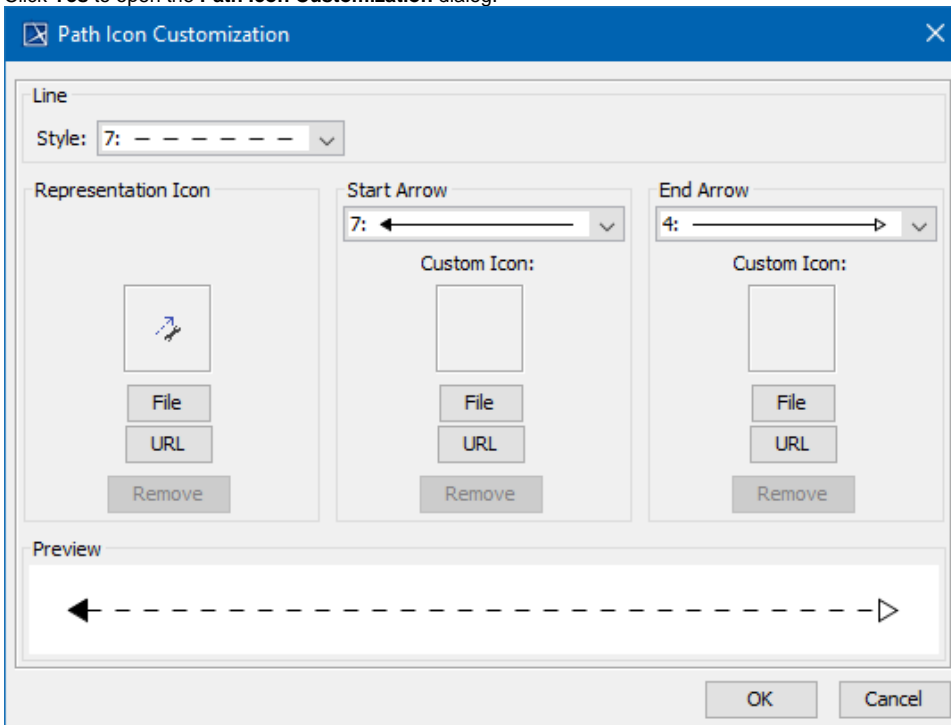 Click Yes to open the Path Icon Customization dialog.
Path Icon Customization
Line
Style: 7:
Representation Icon
Start Arrow
End Arrow
7:
4:
Custom Icon:
Custom Icon:
File
File
File
URL
URL
URL
Remove
Remove
Remove
Preview
OK
Cancel